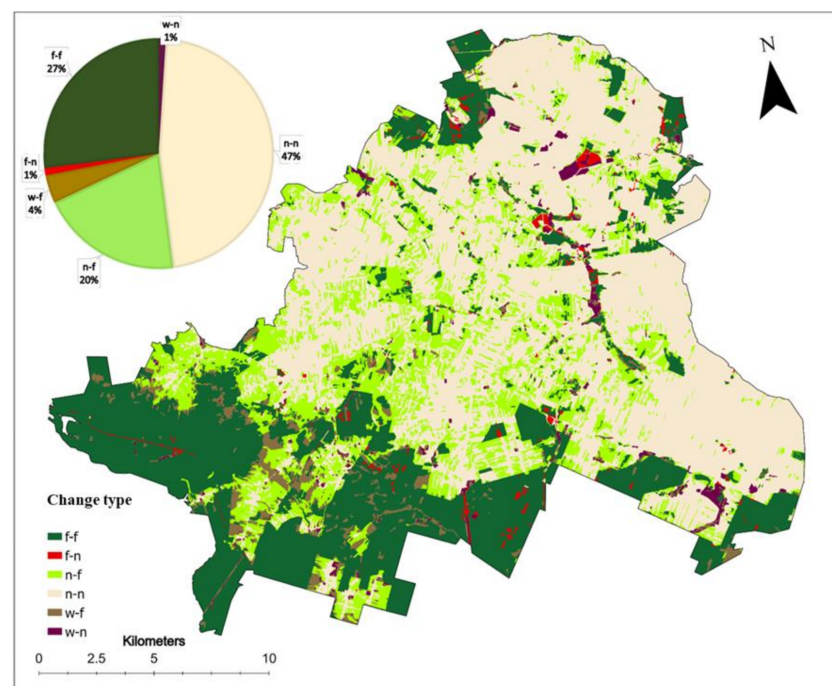 w-n
1%
f-f
27%
N
n-n
47%
f-n
1%
w-f
4%
n-f
20%
Change type
f-f
f-n
n-f
n-n
w-f
w-n
Kilometers
0 2.5 5 10